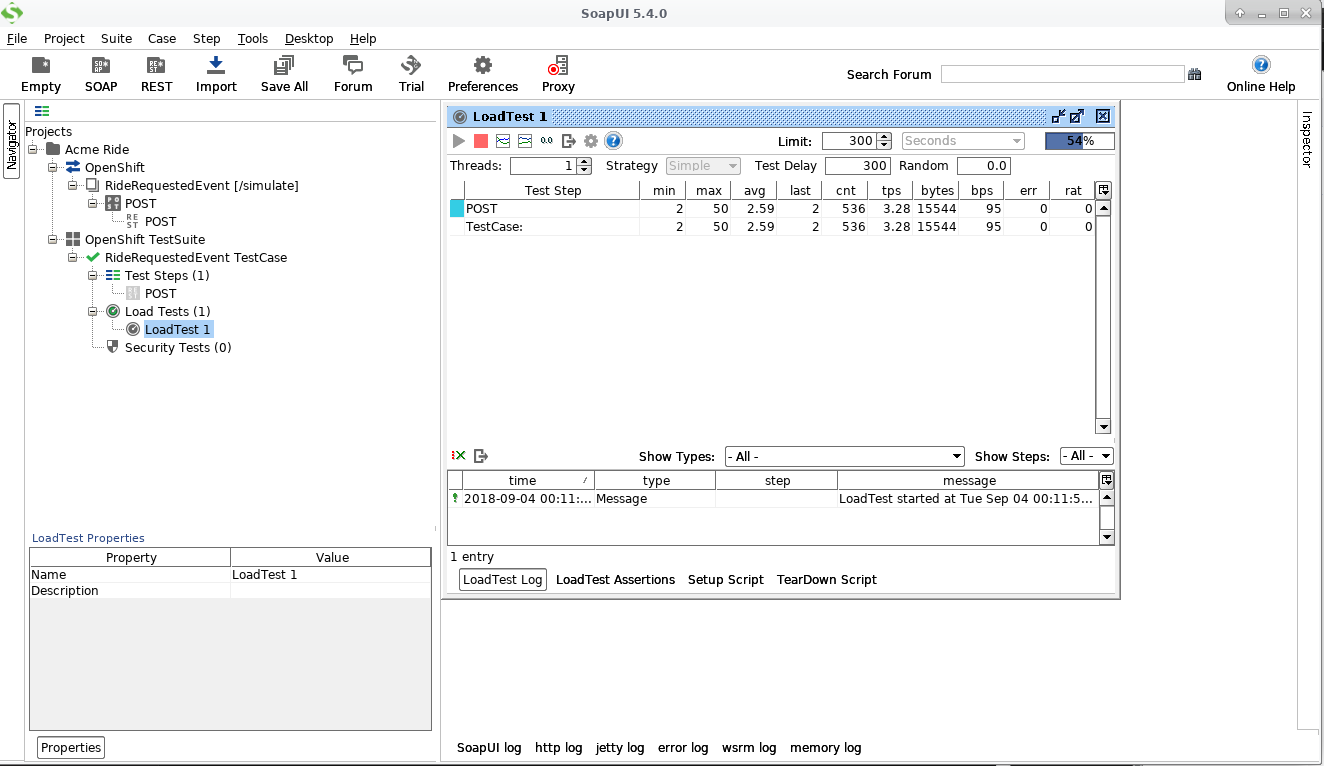 SoapUI 5.4.0
File Project Suite Case Step Tools Desktop Help
Empty SOAP REST Import Save All Forum Trial Preferences Proxy Search Forum Online Help
Navigator
Projects
Acme Ride
OpenShift
RideRequestedEvent [/simulate]
POST
POST
OpenShift TestSuite
RideRequestedEvent TestCase
Test Steps (1)
POST
Load Tests (1)
LoadTest 1
Security Tests (0)
LoadTest Properties
Property Value
Name LoadTest 1
Description
Properties
LoadTest 1
0.0 Limit: 300 Seconds 54%
Threads: 1 Strategy Simple Test Delay 300 Random 0.0
Test Step min max avg last cnt tps bytes bps err rat
POST 2 50 2.59 2 536 3.28 15544 95 0 0
TestCase: 2 50 2.59 2 536 3.28 15544 95 0 0
Show Types: - All - Show Steps: - All -
time type step message
2018-09-04 00:11:... Message LoadTest started at Tue Sep 04 00:11:5...
1 entry
LoadTest Log LoadTest Assertions Setup Script TearDown Script
SoapUI log http log jetty log error log wsrm log memory log
Inspector